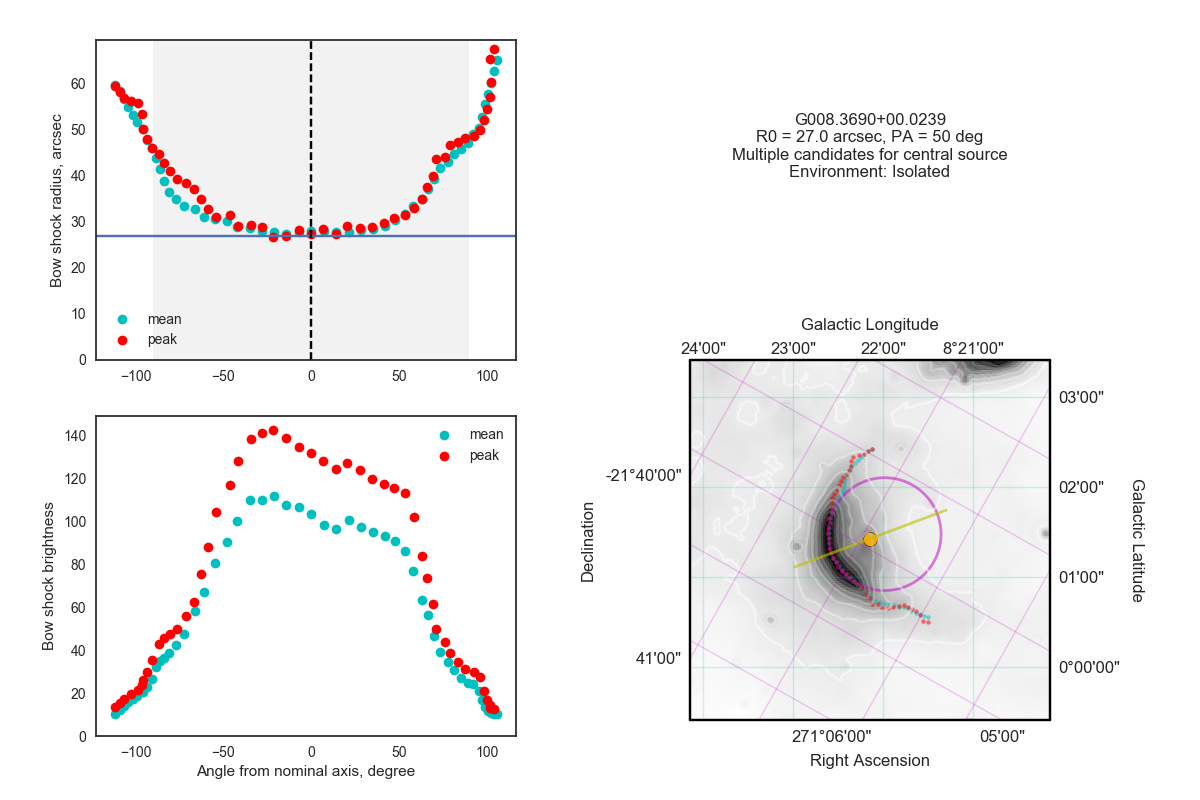 60
50
40
30
20
10
0
Bow shock radius, arcsec
mean
peak
−100
−50
0
50
100
G008.3690+00.0239
R0 = 27.0 arcsec, PA = 50 deg
Multiple candidates for central source
Environment: Isolated
140
120
100
80
60
40
20
0
Bow shock brightness
mean
peak
−100
−50
0
50
100
Angle from nominal axis, degree
Galactic Longitude
24'00"
23'00"
22'00"
8°21'00"
03'00"
02'00"
01'00"
0°00'00"
Galactic Latitude
-21°40'00"
41'00"
Declination
271°06'00"
05'00"
Right Ascension